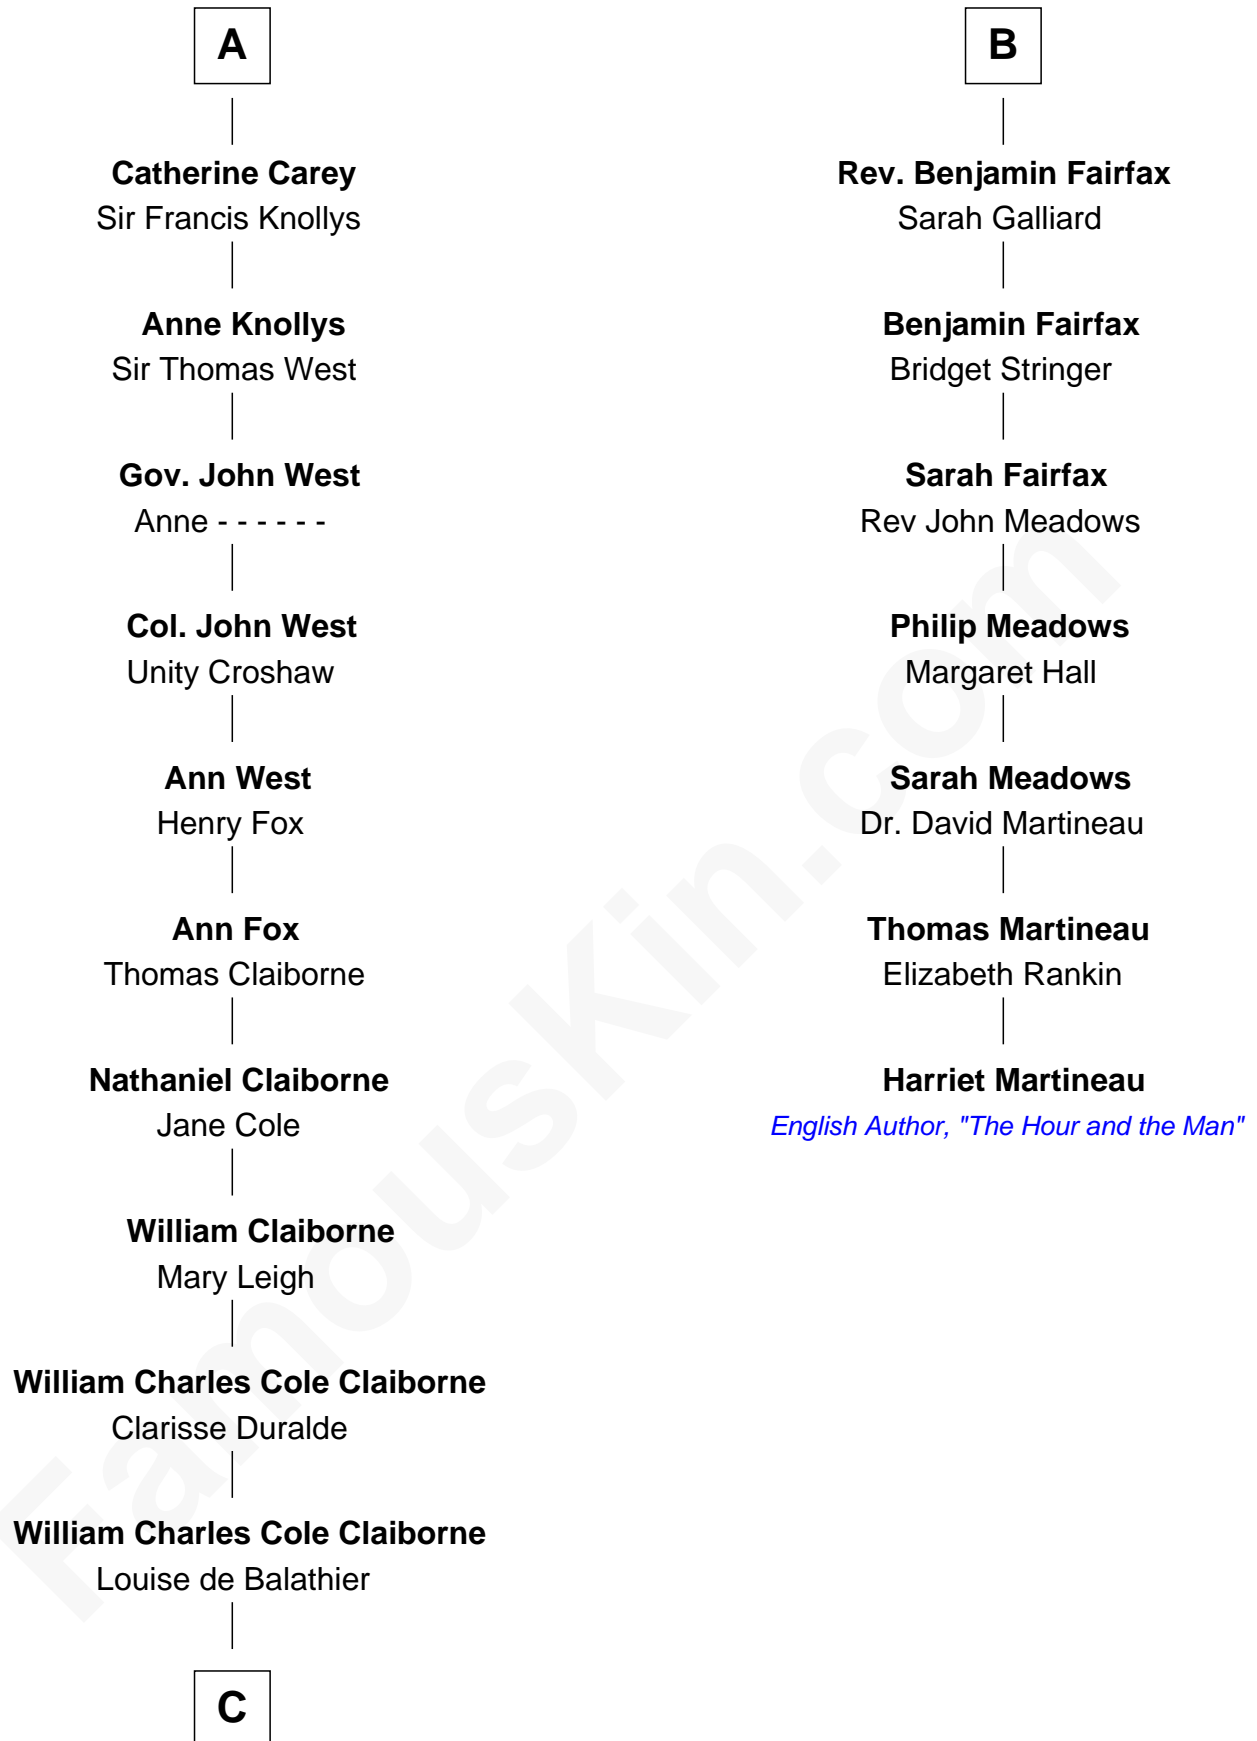 A
Catherine Carey
Sir Francis Knollys
Anne Knollys
Sir Thomas West
Gov. John West
Anne - - - - - -
Col. John West
Unity Croshaw
Ann West
Henry Fox
Ann Fox
Thomas Claiborne
Nathaniel Claiborne
Jane Cole
William Claiborne
Mary Leigh
William Charles Cole Claiborne
Clarisse Duralde
William Charles Cole Claiborne
Louise de Balathier
C
B
Rev. Benjamin Fairfax
Sarah Galliard
Benjamin Fairfax
Bridget Stringer
Sarah Fairfax
Rev John Meadows
Philip Meadows
Margaret Hall
Sarah Meadows
Dr. David Martineau
Thomas Martineau
Elizabeth Rankin
Harriet Martineau
English Author, "The Hour and the Man"
FamousKin.com